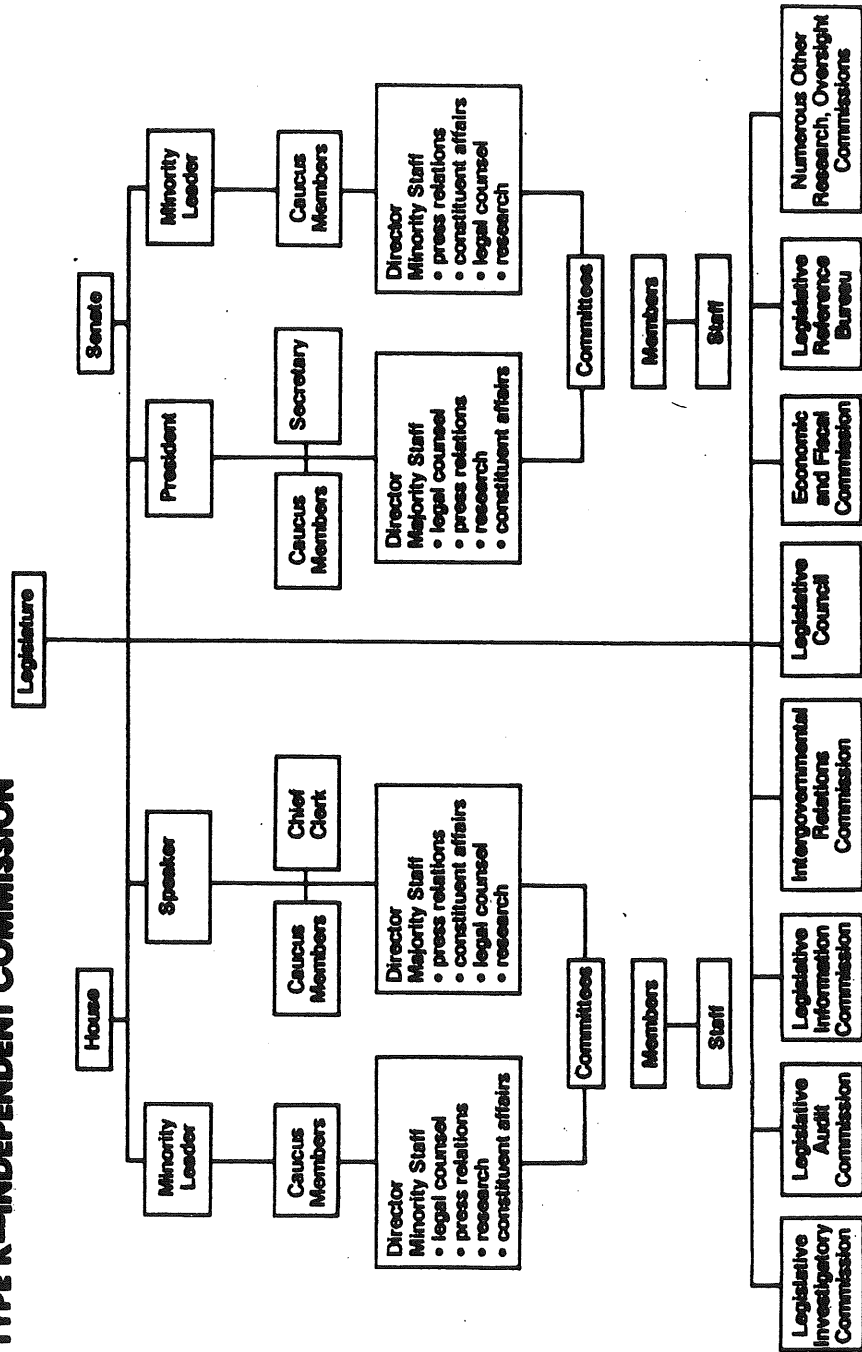 TYPE K—INDEPENDENT COMMISSION
Legislature
House
Senate
Minority
Leader
Speaker
President
Minority
Leader
Caucus
Members
Caucus
Members
Chief
Clerk
Caucus
Members
Secretary
Caucus
Members
Director
Minority Staff
• legal counsel
• press relations
• research
• constituent affairs
Director
Majority Staff
• press relations
• constituent affairs
• legal counsel
• research
Director
Majority Staff
• legal counsel
• press relations
• research
• constituent affairs
Director
Minority Staff
• press relations
• constituent affairs
• legal counsel
• research
Committees
Committees
Members
Members
Staff
Staff
Legislative
Investigatory
Commission
Legislative
Audit
Commission
Legislative
Information
Commission
Intergovernmental
Relations
Commission
Legislative
Council
Economic
and Fiscal
Commission
Legislative
Reference
Bureau
Numerous Other
Research, Oversight
Commissions